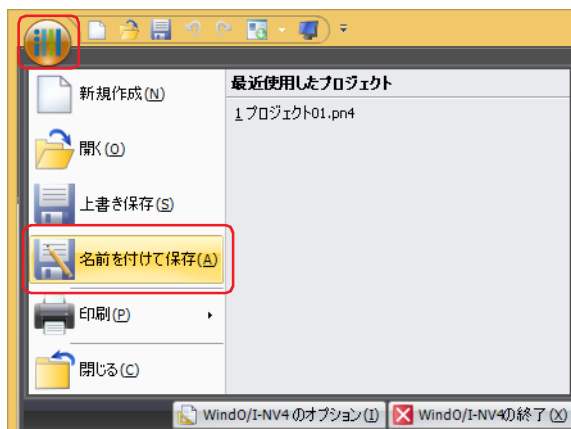 新規作成(N)
開く(O)
上書き保存(S)
名前を付けて保存(A)
印刷(P)
閉じる(C)
最近使用したプロジェクト
1 プロジェクト01.pn4
WindO/I-NV4 のオプション(I)
WindO/I-NV4の終了(X)